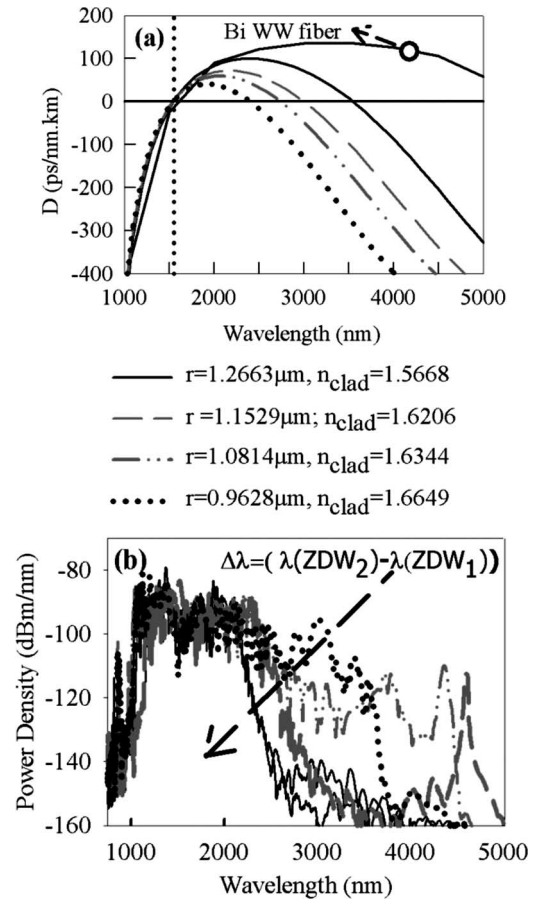 (a)
Bi WW fiber
D (ps/nm.km)
200
100
0
-100
-200
-300
-400
1000 2000 3000 4000 5000
Wavelength (nm)
r=1.2663μm, nclad=1.5668
r =1.1529μm; nclad=1.6206
r=1.0814μm, nclad=1.6344
r=0.9628μm, nclad=1.6649
(b)
Δλ=( λ(ZDW2)-λ(ZDW1))
Power Density (dBm/nm)
-80
-100
-120
-140
-160
1000 2000 3000 4000 5000
Wavelength (nm)